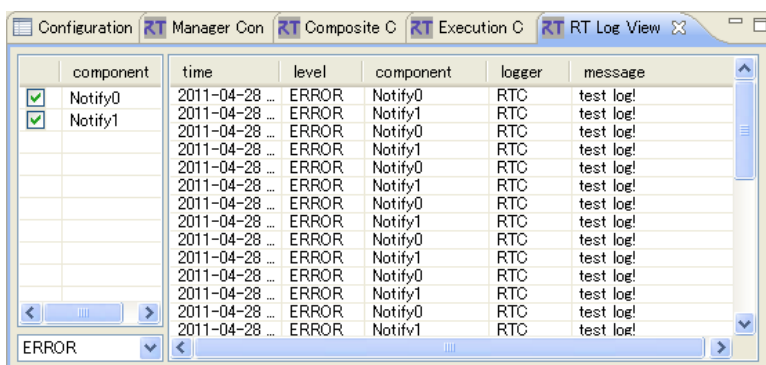 Configuration RT Manager Con RT Composite C RT Execution C RT RT Log View
component
Notify0
Notify1
ERROR
time level component logger message
2011-04-28 ... ERROR Notify0 RTC test log!
2011-04-28 ... ERROR Notify1 RTC test log!
2011-04-28 ... ERROR Notify0 RTC test log!
2011-04-28 ... ERROR Notify1 RTC test log!
2011-04-28 ... ERROR Notify0 RTC test log!
2011-04-28 ... ERROR Notify1 RTC test log!
2011-04-28 ... ERROR Notify0 RTC test log!
2011-04-28 ... ERROR Notify1 RTC test log!
2011-04-28 ... ERROR Notify0 RTC test log!
2011-04-28 ... ERROR Notify1 RTC test log!
2011-04-28 ... ERROR Notify0 RTC test log!
2011-04-28 ... ERROR Notify1 RTC test log!
2011-04-28 ... ERROR Notify0 RTC test log!
2011-04-28 ... ERROR Notify1 RTC test log!